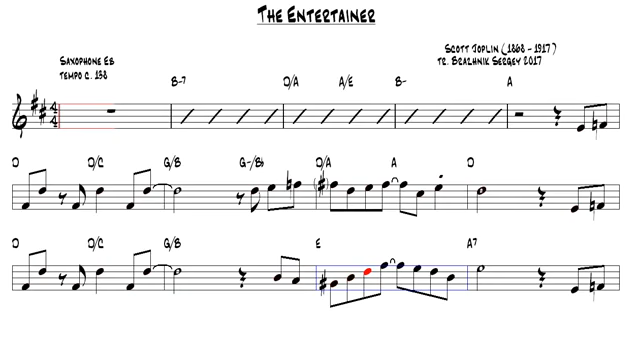 The Entertainer
Scott Joplin (1868 - 1917)
Saxophone Eb
tr. Brazhnik Sergey 2017
tempo c. 138
B-7 D/A A/E B- A
D D/C G/B G-/Bb D/A A D
D D/C G/B E A7